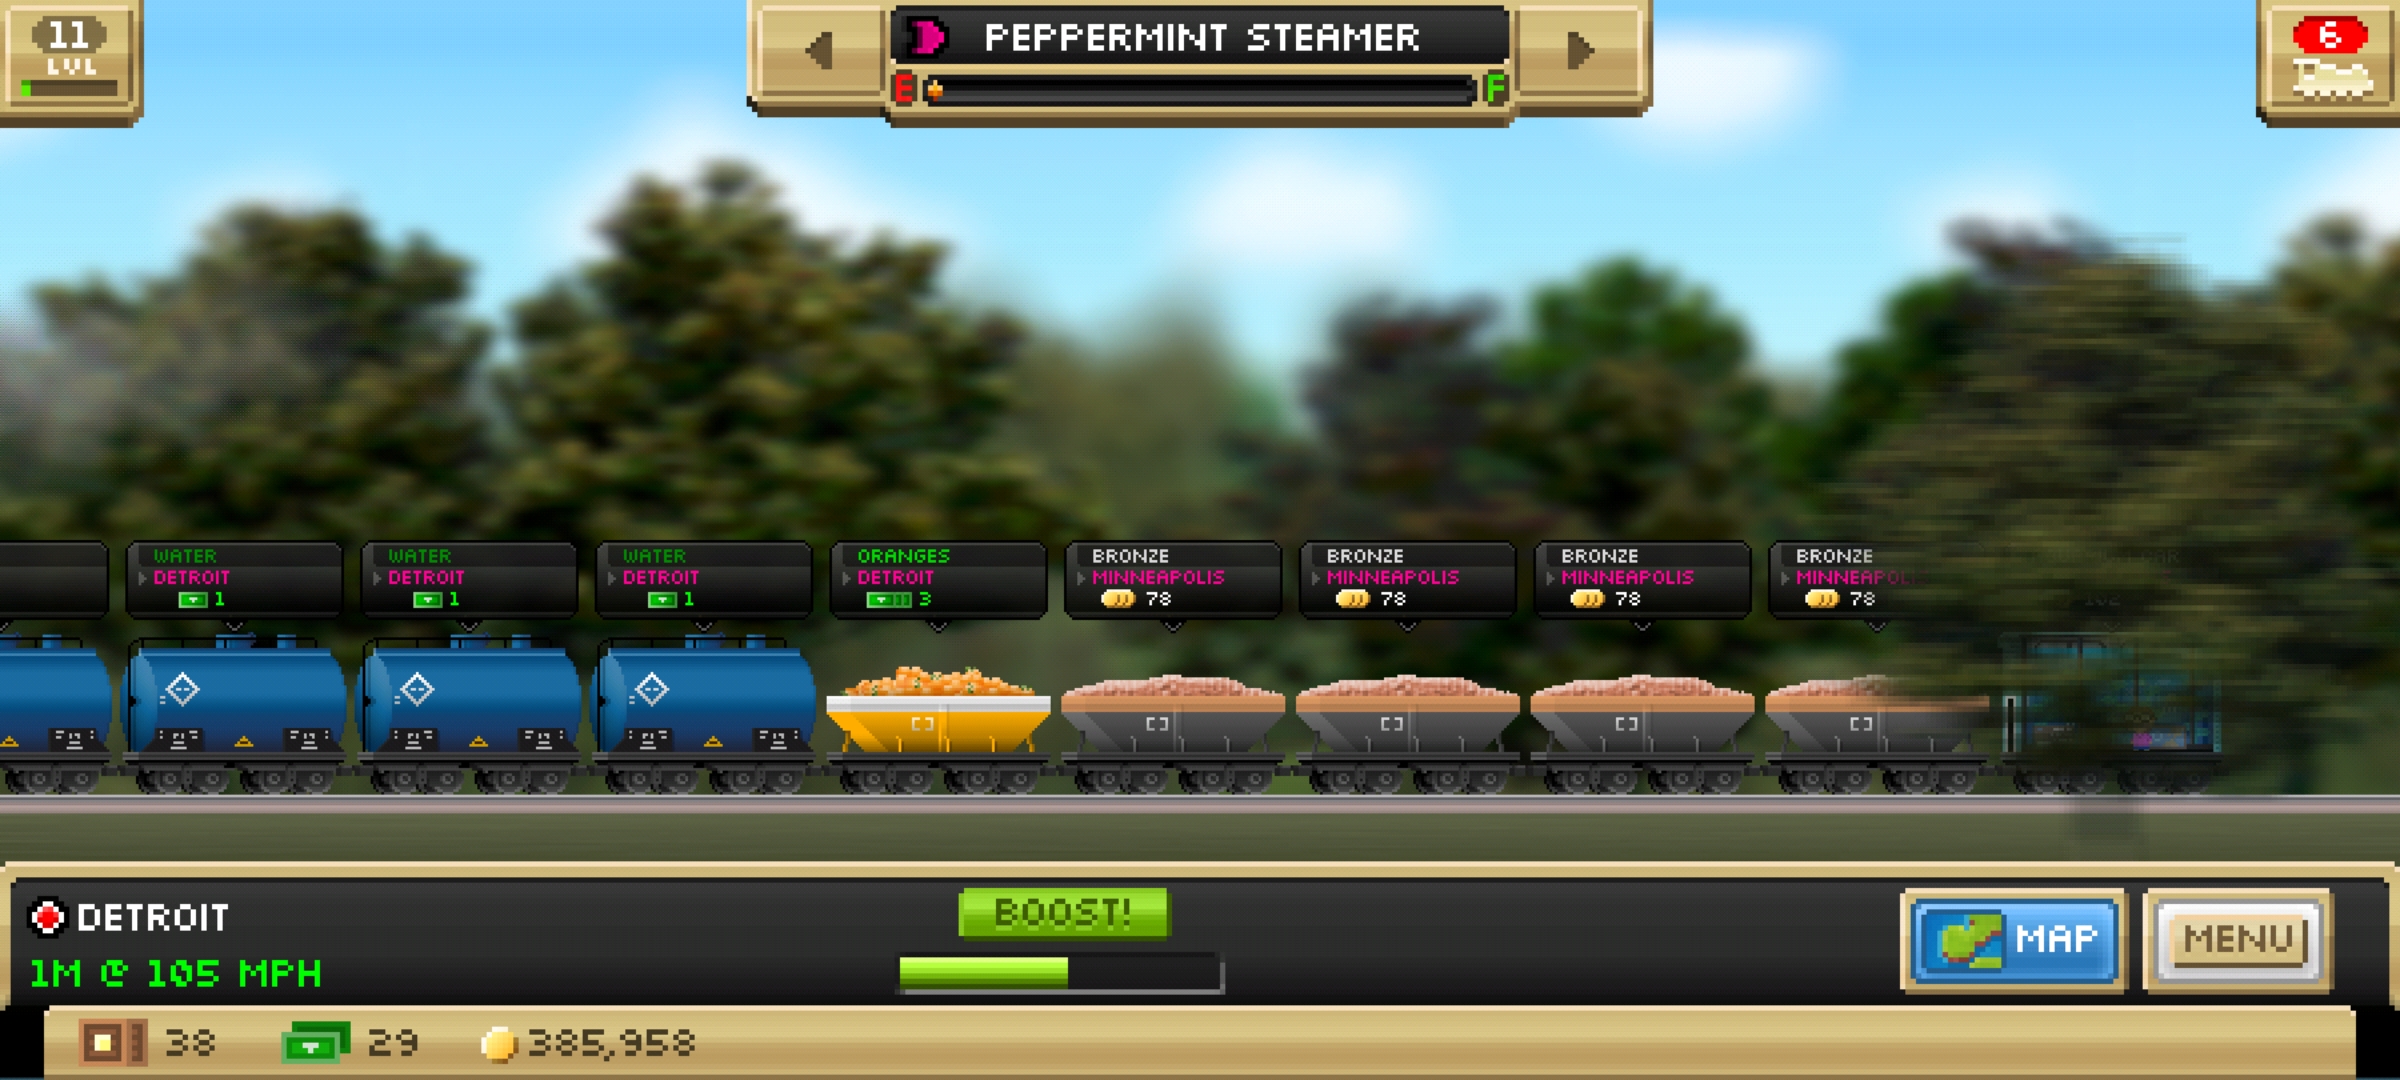 11
LVL
PEPPERMINT STEAMER
E F
6
WATER
DETROIT
1
WATER
DETROIT
1
WATER
DETROIT
1
ORANGES
DETROIT
3
BRONZE
MINNEAPOLIS
78
BRONZE
MINNEAPOLIS
78
BRONZE
MINNEAPOLIS
78
BRONZE
MINNEAPOLIS
78
102
DETROIT
1M @ 105 MPH
BOOST!
MAP
MENU
38
29
385,958